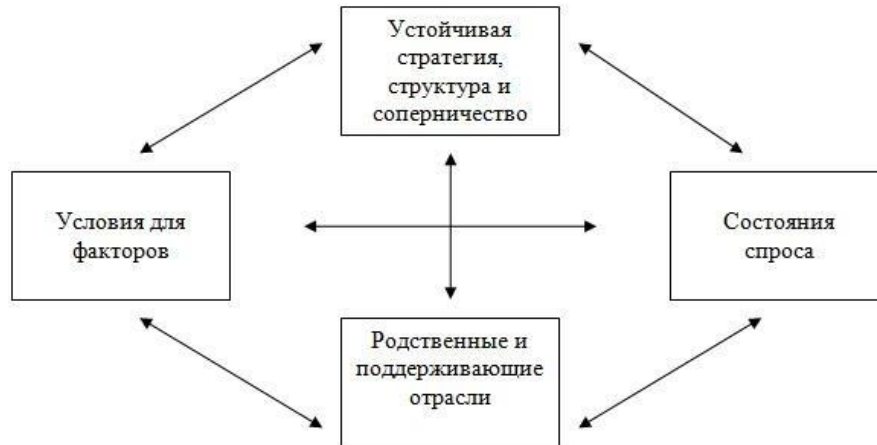 Устойчивая
стратегия,
структура и
соперничество
Условия для
факторов
Состояния
спроса
Родственные и
поддерживающие
отрасли